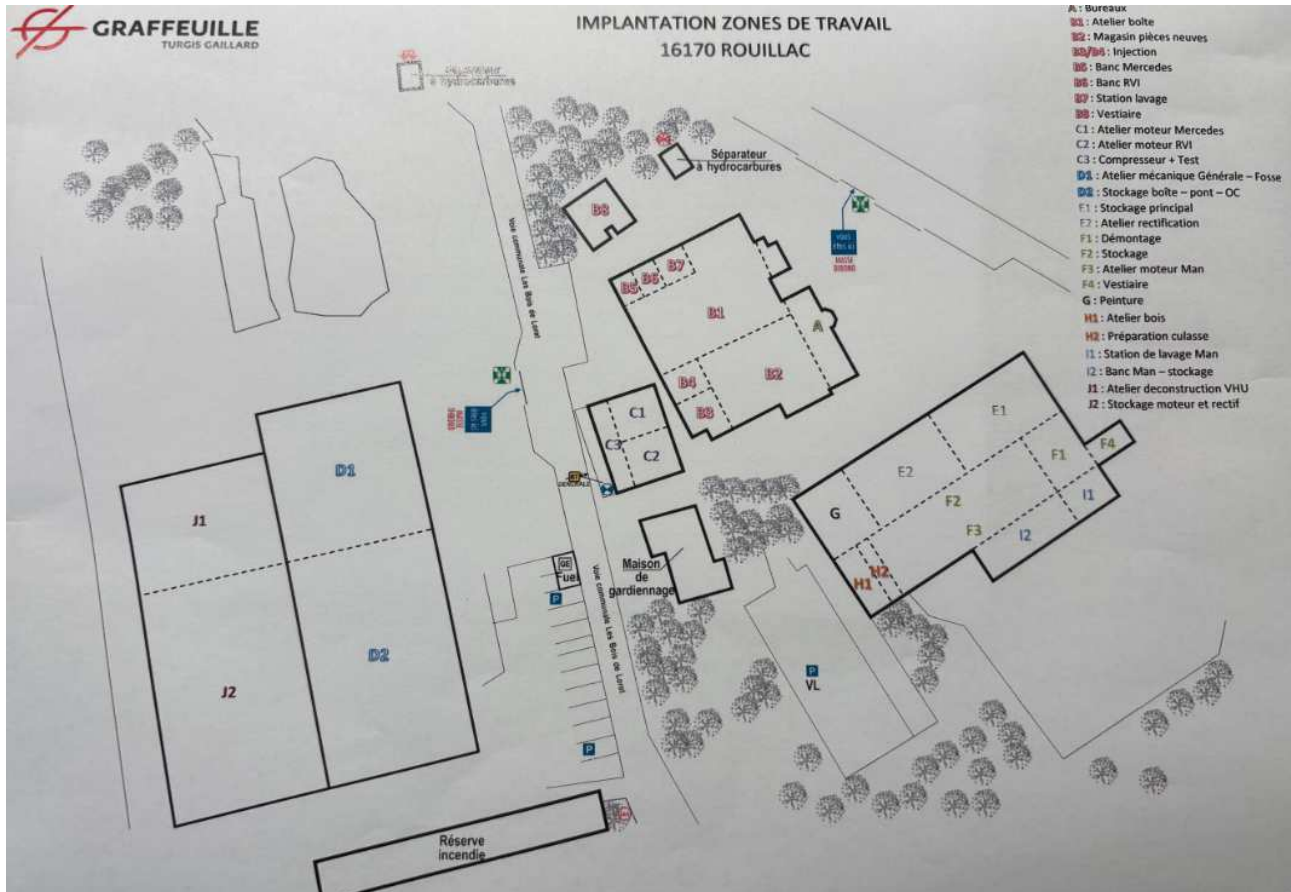 GRAFFEUILLE
TURGIS GAILLARD
IMPLANTATION ZONES DE TRAVAIL
16170 ROUILLAC
A : Bureaux
B1 : Atelier boîte
B2 : Magasin pièces neuves
B3/B4 : Injection
B5 : Banc Mercedes
B6 : Banc RVI
B7 : Station lavage
B8 : Vestiaire
C1 : Atelier moteur Mercedes
C2 : Atelier moteur RVI
C3 : Compresseur + Test
D1 : Atelier mécanique Générale – Fosse
D2 : Stockage boîte – pont – OC
E1 : Stockage principal
E2 : Atelier rectification
F1 : Démontage
F2 : Stockage
F3 : Atelier moteur Man
F4 : Vestiaire
G : Peinture
H1 : Atelier bois
H2 : Préparation culasse
I1 : Station de lavage Man
I2 : Banc Man – stockage
J1 : Atelier deconstruction VHU
J2 : Stockage moteur et rectif
à hydrocarbures
Séparateur
à hydrocarbures
Voie communale Les Bois de Loret
B8
B7
B6
B5
B1
A
B4
B2
B3
VOUS
ÊTES ICI
C1
C3
C2
E1
E2
F1
F4
F2
I1
F3
I2
G
H2
H1
D1
J1
D2
J2
GE
Fuel
P
Maison
de
gardiennage
Voie communale Les Bois de Loret
P
VL
P
Réserve
incendie